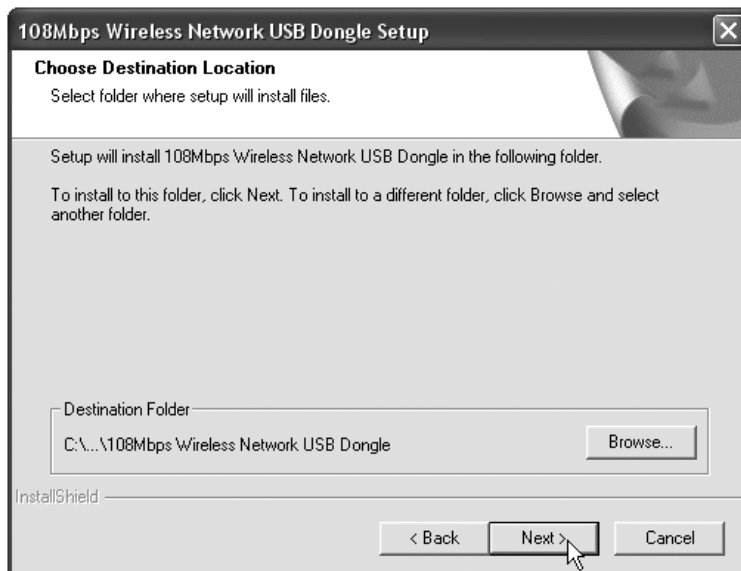 108Mbps Wireless Network USB Dongle Setup
Choose Destination Location
Select folder where setup will install files.
Setup will install 108Mbps Wireless Network USB Dongle in the following folder.
To install to this folder, click Next. To install to a different folder, click Browse and select
another folder.
Destination Folder
C:\...\108Mbps Wireless Network USB Dongle
Browse...
InstallShield
< Back
Next >
Cancel